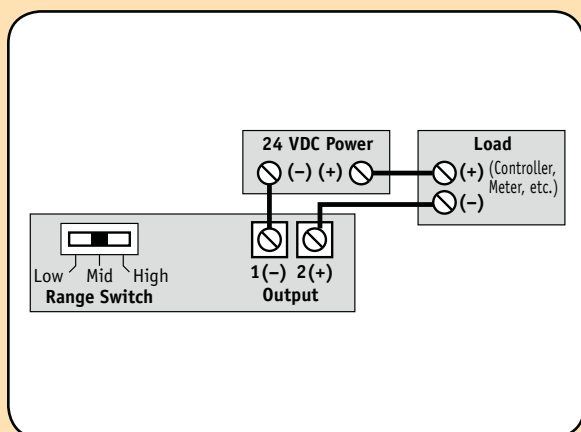 24 VDC Power
(–) (+)
Load
(+) (Controller,
Meter, etc.)
(–)
Low Mid High
Range Switch
1(–) 2(+)
Output